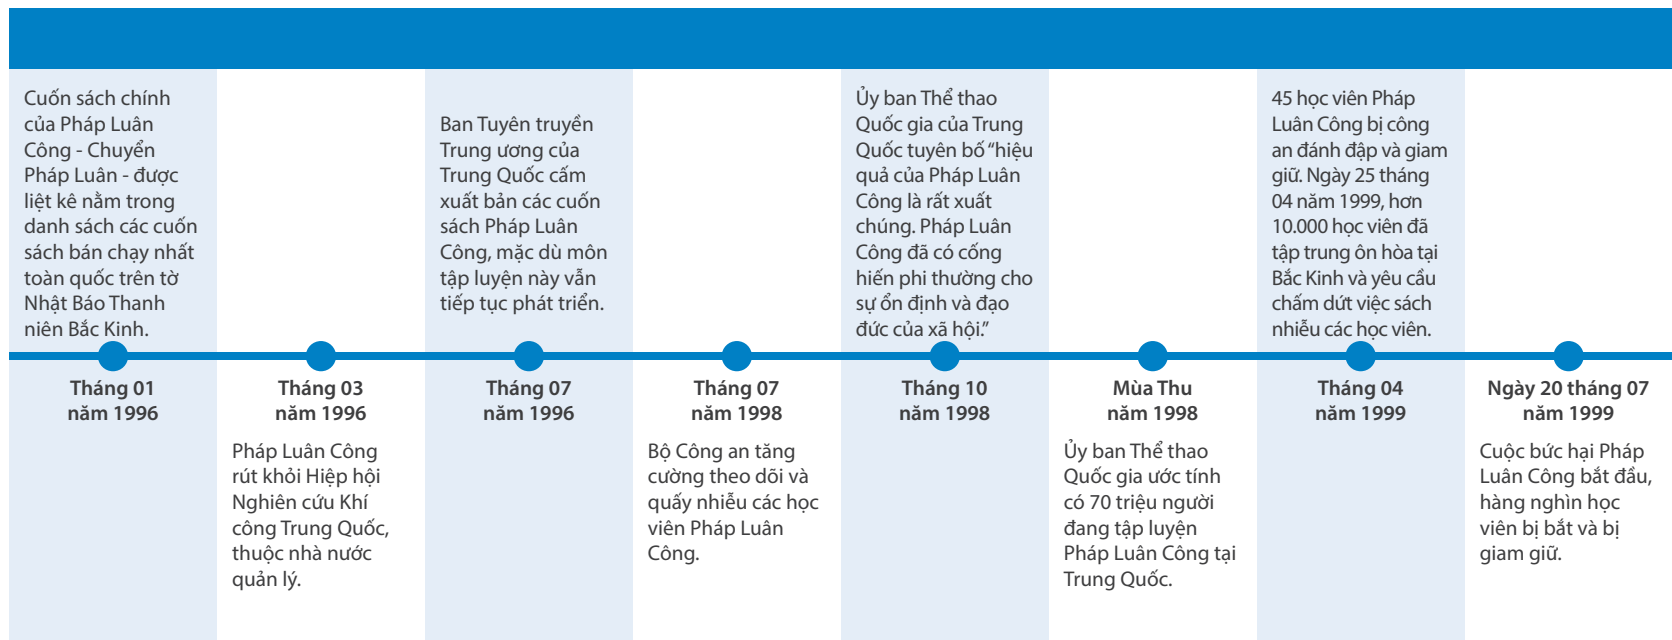 Cuốn sách chính
của Pháp Luân
Công - Chuyển
Pháp Luân - được
liệt kê nằm trong
danh sách các cuốn
sách bán chạy nhất
toàn quốc trên tờ
Nhật Báo Thanh
niên Bắc Kinh.
Tháng 01
năm 1996
Tháng 03
năm 1996
Pháp Luân Công
rút khỏi Hiệp hội
Nghiên cứu Khí
công Trung Quốc,
thuộc nhà nước
quản lý.
Ban Tuyên truyền
Trung ương của
Trung Quốc cấm
xuất bản các cuốn
sách Pháp Luân
Công, mặc dù môn
tập luyện này vẫn
tiếp tục phát triển.
Tháng 07
năm 1996
Tháng 07
năm 1998
Bộ Công an tăng
cường theo dõi và
quấy nhiễu các học
viên Pháp Luân
Công.
Ủy ban Thể thao
Quốc gia của Trung
Quốc tuyên bố “hiệu
quả của Pháp Luân
Công là rất xuất
chúng. Pháp Luân
Công đã có cống
hiến phi thường cho
sự ổn định và đạo
đức của xã hội.”
Tháng 10
năm 1998
Mùa Thu
năm 1998
Ủy ban Thể thao
Quốc gia ước tính
có 70 triệu người
đang tập luyện
Pháp Luân Công tại
Trung Quốc.
45 học viên Pháp
Luân Công bị công
an đánh đập và giam
giữ. Ngày 25 tháng
04 năm 1999, hơn
10.000 học viên đã
tập trung ôn hòa tại
Bắc Kinh và yêu cầu
chấm dứt việc sách
nhiễu các học viên.
Tháng 04
năm 1999
Ngày 20 tháng 07
năm 1999
Cuộc bức hại Pháp
Luân Công bắt đầu,
hàng nghìn học
viên bị bắt và bị
giam giữ.